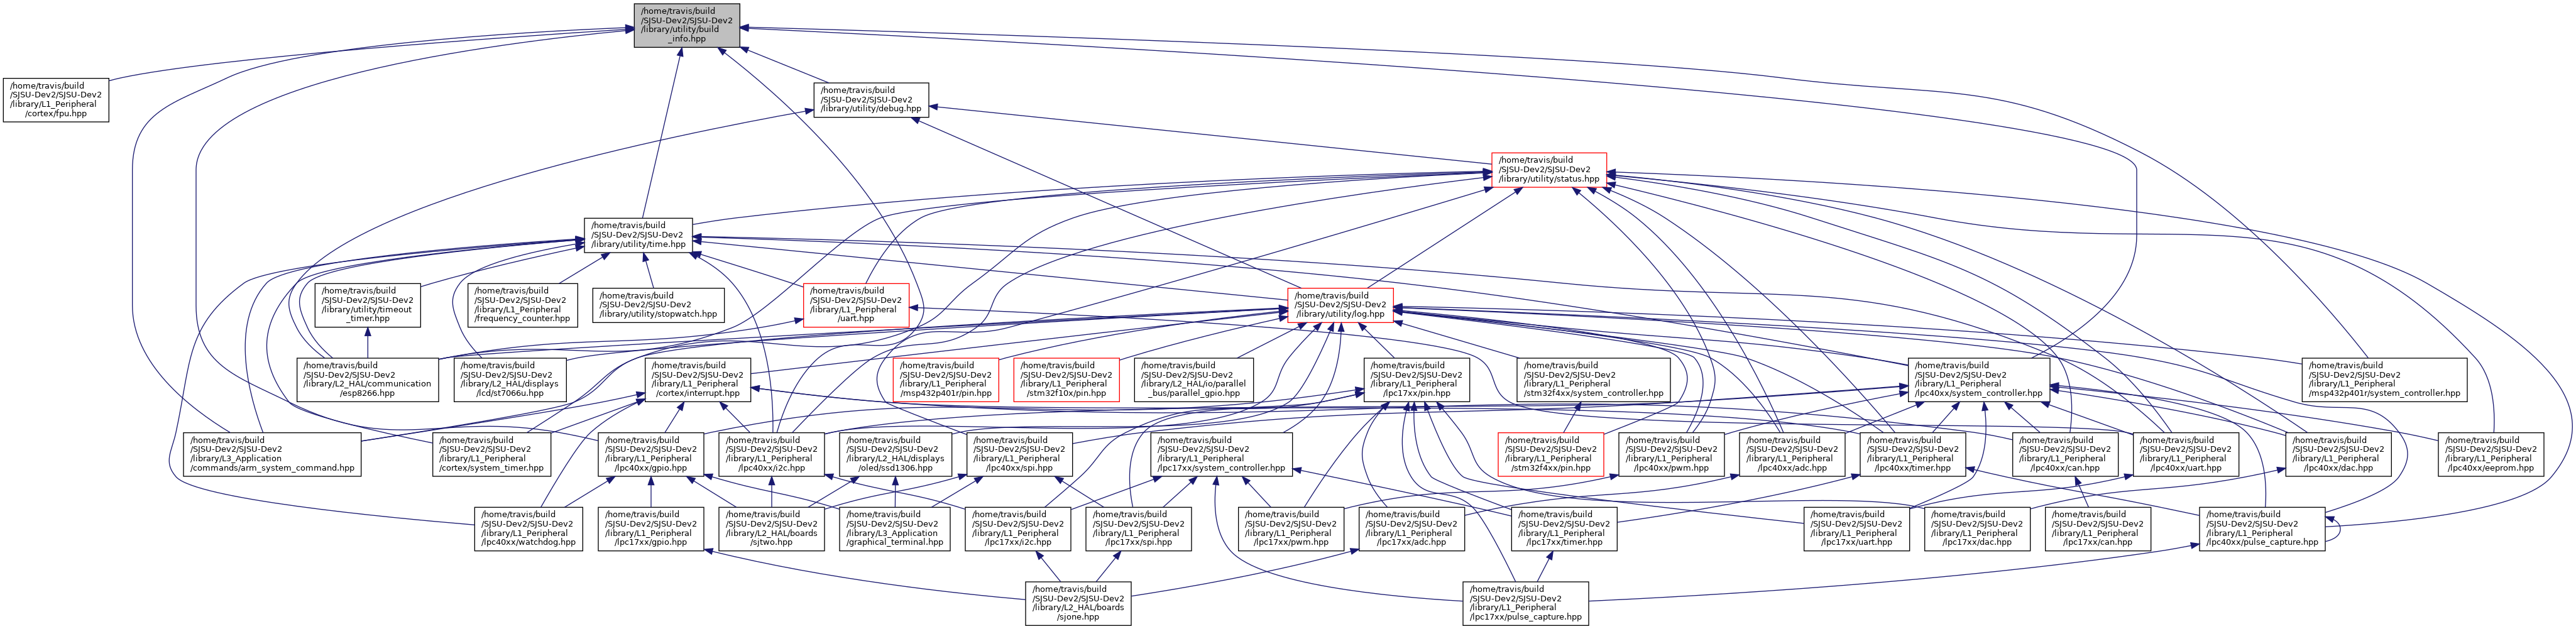 /home/travis/build
/SJSU-Dev2/SJSU-Dev2
/library/utility/build
_info.hpp
/home/travis/build
/SJSU-Dev2/SJSU-Dev2
/library/L1_Peripheral
/cortex/fpu.hpp
/home/travis/build
/SJSU-Dev2/SJSU-Dev2
/library/utility/debug.hpp
/home/travis/build
/SJSU-Dev2/SJSU-Dev2
/library/utility/status.hpp
/home/travis/build
/SJSU-Dev2/SJSU-Dev2
/library/utility/time.hpp
/home/travis/build
/SJSU-Dev2/SJSU-Dev2
/library/utility/timeout
_timer.hpp
/home/travis/build
/SJSU-Dev2/SJSU-Dev2
/library/L1_Peripheral
/frequency_counter.hpp
/home/travis/build
/SJSU-Dev2/SJSU-Dev2
/library/utility/stopwatch.hpp
/home/travis/build
/SJSU-Dev2/SJSU-Dev2
/library/L1_Peripheral
/uart.hpp
/home/travis/build
/SJSU-Dev2/SJSU-Dev2
/library/utility/log.hpp
/home/travis/build
/SJSU-Dev2/SJSU-Dev2
/library/L2_HAL/communication
/esp8266.hpp
/home/travis/build
/SJSU-Dev2/SJSU-Dev2
/library/L2_HAL/displays
/lcd/st7066u.hpp
/home/travis/build
/SJSU-Dev2/SJSU-Dev2
/library/L1_Peripheral
/cortex/interrupt.hpp
/home/travis/build
/SJSU-Dev2/SJSU-Dev2
/library/L1_Peripheral
/msp432p401r/pin.hpp
/home/travis/build
/SJSU-Dev2/SJSU-Dev2
/library/L1_Peripheral
/stm32f10x/pin.hpp
/home/travis/build
/SJSU-Dev2/SJSU-Dev2
/library/L2_HAL/io/parallel
_bus/parallel_gpio.hpp
/home/travis/build
/SJSU-Dev2/SJSU-Dev2
/library/L1_Peripheral
/lpc17xx/pin.hpp
/home/travis/build
/SJSU-Dev2/SJSU-Dev2
/library/L1_Peripheral
/stm32f4xx/system_controller.hpp
/home/travis/build
/SJSU-Dev2/SJSU-Dev2
/library/L1_Peripheral
/lpc40xx/system_controller.hpp
/home/travis/build
/SJSU-Dev2/SJSU-Dev2
/library/L1_Peripheral
/msp432p401r/system_controller.hpp
/home/travis/build
/SJSU-Dev2/SJSU-Dev2
/library/L3_Application
/commands/arm_system_command.hpp
/home/travis/build
/SJSU-Dev2/SJSU-Dev2
/library/L1_Peripheral
/cortex/system_timer.hpp
/home/travis/build
/SJSU-Dev2/SJSU-Dev2
/library/L1_Peripheral
/lpc40xx/gpio.hpp
/home/travis/build
/SJSU-Dev2/SJSU-Dev2
/library/L1_Peripheral
/lpc40xx/i2c.hpp
/home/travis/build
/SJSU-Dev2/SJSU-Dev2
/library/L2_HAL/displays
/oled/ssd1306.hpp
/home/travis/build
/SJSU-Dev2/SJSU-Dev2
/library/L1_Peripheral
/lpc40xx/spi.hpp
/home/travis/build
/SJSU-Dev2/SJSU-Dev2
/library/L1_Peripheral
/lpc17xx/system_controller.hpp
/home/travis/build
/SJSU-Dev2/SJSU-Dev2
/library/L1_Peripheral
/stm32f4xx/pin.hpp
/home/travis/build
/SJSU-Dev2/SJSU-Dev2
/library/L1_Peripheral
/lpc40xx/pwm.hpp
/home/travis/build
/SJSU-Dev2/SJSU-Dev2
/library/L1_Peripheral
/lpc40xx/adc.hpp
/home/travis/build
/SJSU-Dev2/SJSU-Dev2
/library/L1_Peripheral
/lpc40xx/timer.hpp
/home/travis/build
/SJSU-Dev2/SJSU-Dev2
/library/L1_Peripheral
/lpc40xx/can.hpp
/home/travis/build
/SJSU-Dev2/SJSU-Dev2
/library/L1_Peripheral
/lpc40xx/uart.hpp
/home/travis/build
/SJSU-Dev2/SJSU-Dev2
/library/L1_Peripheral
/lpc40xx/dac.hpp
/home/travis/build
/SJSU-Dev2/SJSU-Dev2
/library/L1_Peripheral
/lpc40xx/eeprom.hpp
/home/travis/build
/SJSU-Dev2/SJSU-Dev2
/library/L1_Peripheral
/lpc40xx/watchdog.hpp
/home/travis/build
/SJSU-Dev2/SJSU-Dev2
/library/L1_Peripheral
/lpc17xx/gpio.hpp
/home/travis/build
/SJSU-Dev2/SJSU-Dev2
/library/L2_HAL/boards
/sjtwo.hpp
/home/travis/build
/SJSU-Dev2/SJSU-Dev2
/library/L3_Application
/graphical_terminal.hpp
/home/travis/build
/SJSU-Dev2/SJSU-Dev2
/library/L1_Peripheral
/lpc17xx/i2c.hpp
/home/travis/build
/SJSU-Dev2/SJSU-Dev2
/library/L1_Peripheral
/lpc17xx/spi.hpp
/home/travis/build
/SJSU-Dev2/SJSU-Dev2
/library/L1_Peripheral
/lpc17xx/pwm.hpp
/home/travis/build
/SJSU-Dev2/SJSU-Dev2
/library/L1_Peripheral
/lpc17xx/adc.hpp
/home/travis/build
/SJSU-Dev2/SJSU-Dev2
/library/L1_Peripheral
/lpc17xx/timer.hpp
/home/travis/build
/SJSU-Dev2/SJSU-Dev2
/library/L1_Peripheral
/lpc17xx/uart.hpp
/home/travis/build
/SJSU-Dev2/SJSU-Dev2
/library/L1_Peripheral
/lpc17xx/dac.hpp
/home/travis/build
/SJSU-Dev2/SJSU-Dev2
/library/L1_Peripheral
/lpc17xx/can.hpp
/home/travis/build
/SJSU-Dev2/SJSU-Dev2
/library/L1_Peripheral
/lpc40xx/pulse_capture.hpp
/home/travis/build
/SJSU-Dev2/SJSU-Dev2
/library/L2_HAL/boards
/sjone.hpp
/home/travis/build
/SJSU-Dev2/SJSU-Dev2
/library/L1_Peripheral
/lpc17xx/pulse_capture.hpp